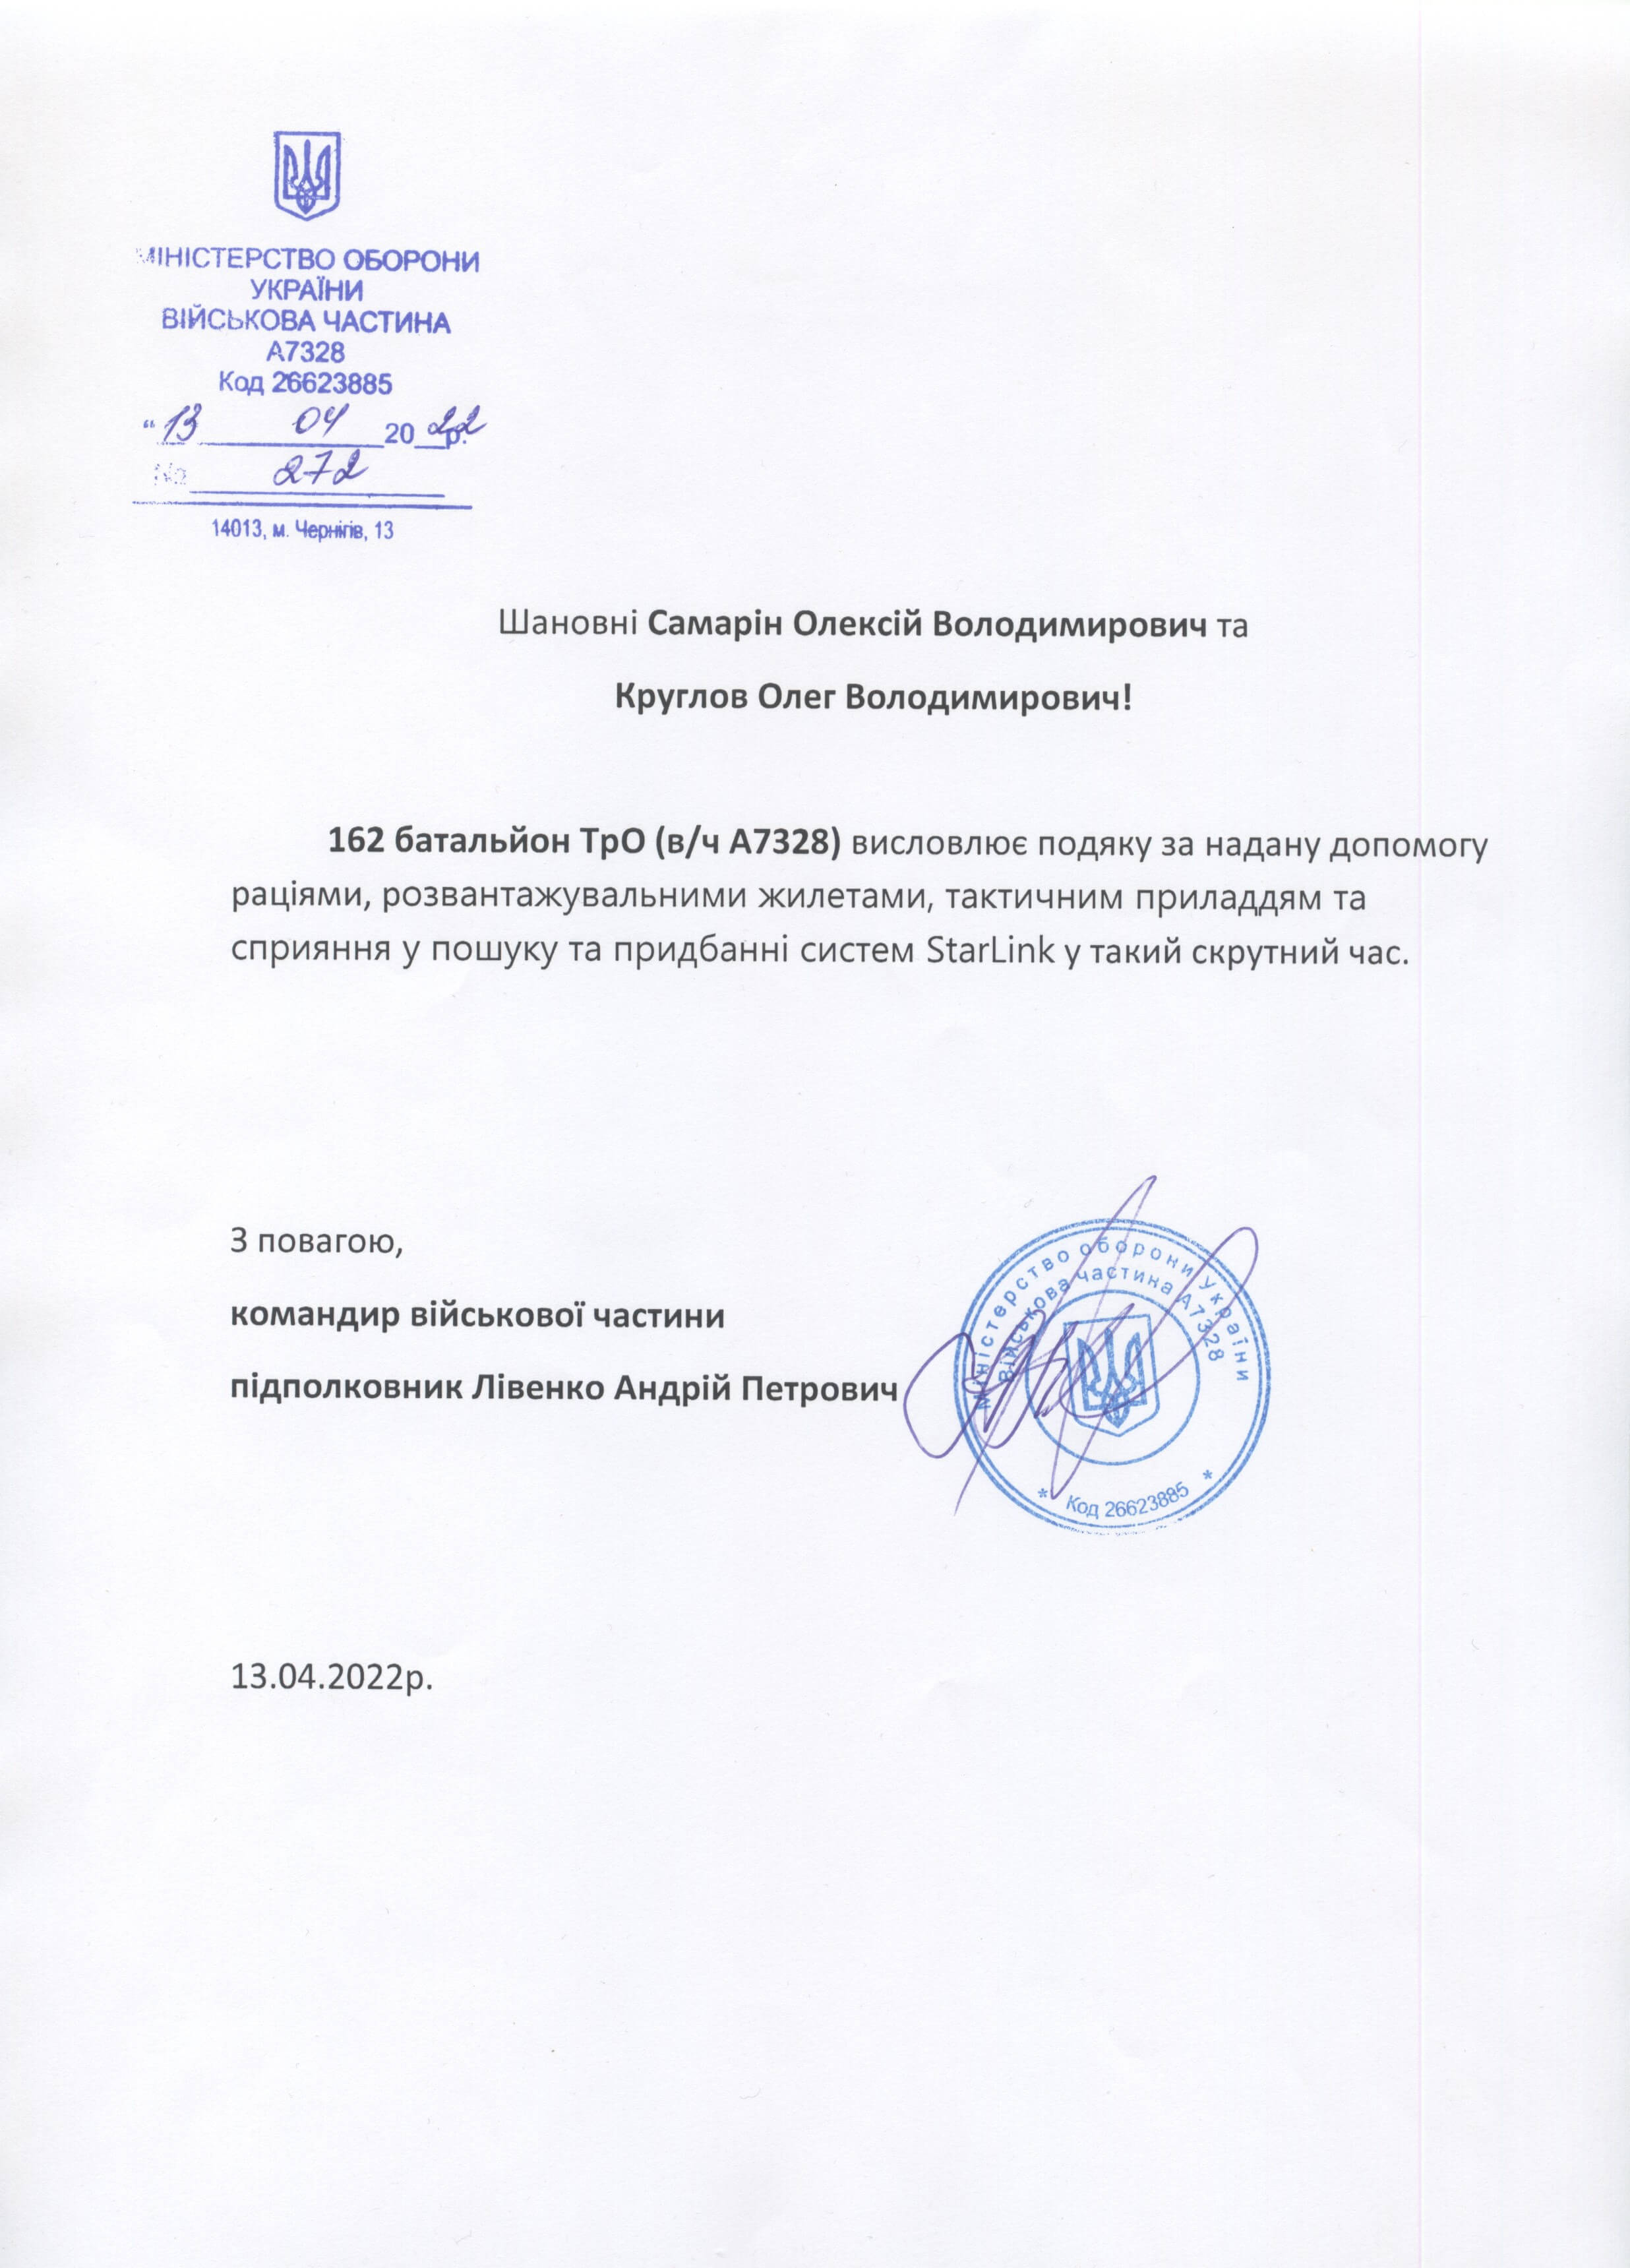 МІНІСТЕРСТВО ОБОРОНИ
УКРАЇНИ
ВІЙСЬКОВА ЧАСТИНА
А7328
Код 26623885
“ 13 04 2022р.
№ 272
14013, м. Чернігів, 13
Шановні Самарін Олексій Володимирович та
Круглов Олег Володимирович!
162 батальйон ТрО (в/ч А7328) висловлює подяку за надану допомогу
раціями, розвантажувальними жилетами, тактичним приладдям та
сприяння у пошуку та придбанні систем StarLink у такий скрутний час.
З повагою,
командир військової частини
підполковник Лівенко Андрій Петрович
Міністерство оборони України
Військова частина А7328
* Код 26623885 *
13.04.2022р.